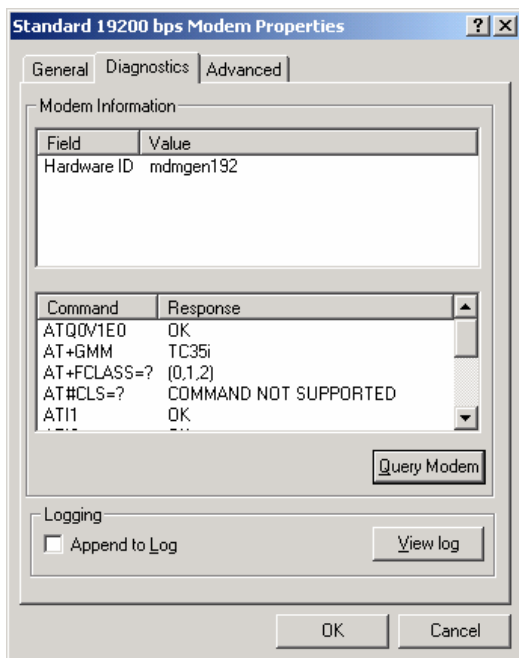 Standard 19200 bps Modem Properties
General Diagnostics Advanced
Modem Information
Field Value
Hardware ID mdmgen192
Command Response
ATQ0V1E0 OK
AT+GMM TC35i
AT+FCLASS=? (0,1,2)
AT#CLS=? COMMAND NOT SUPPORTED
ATI1 OK
Query Modem
Logging
Append to Log
View log
OK Cancel